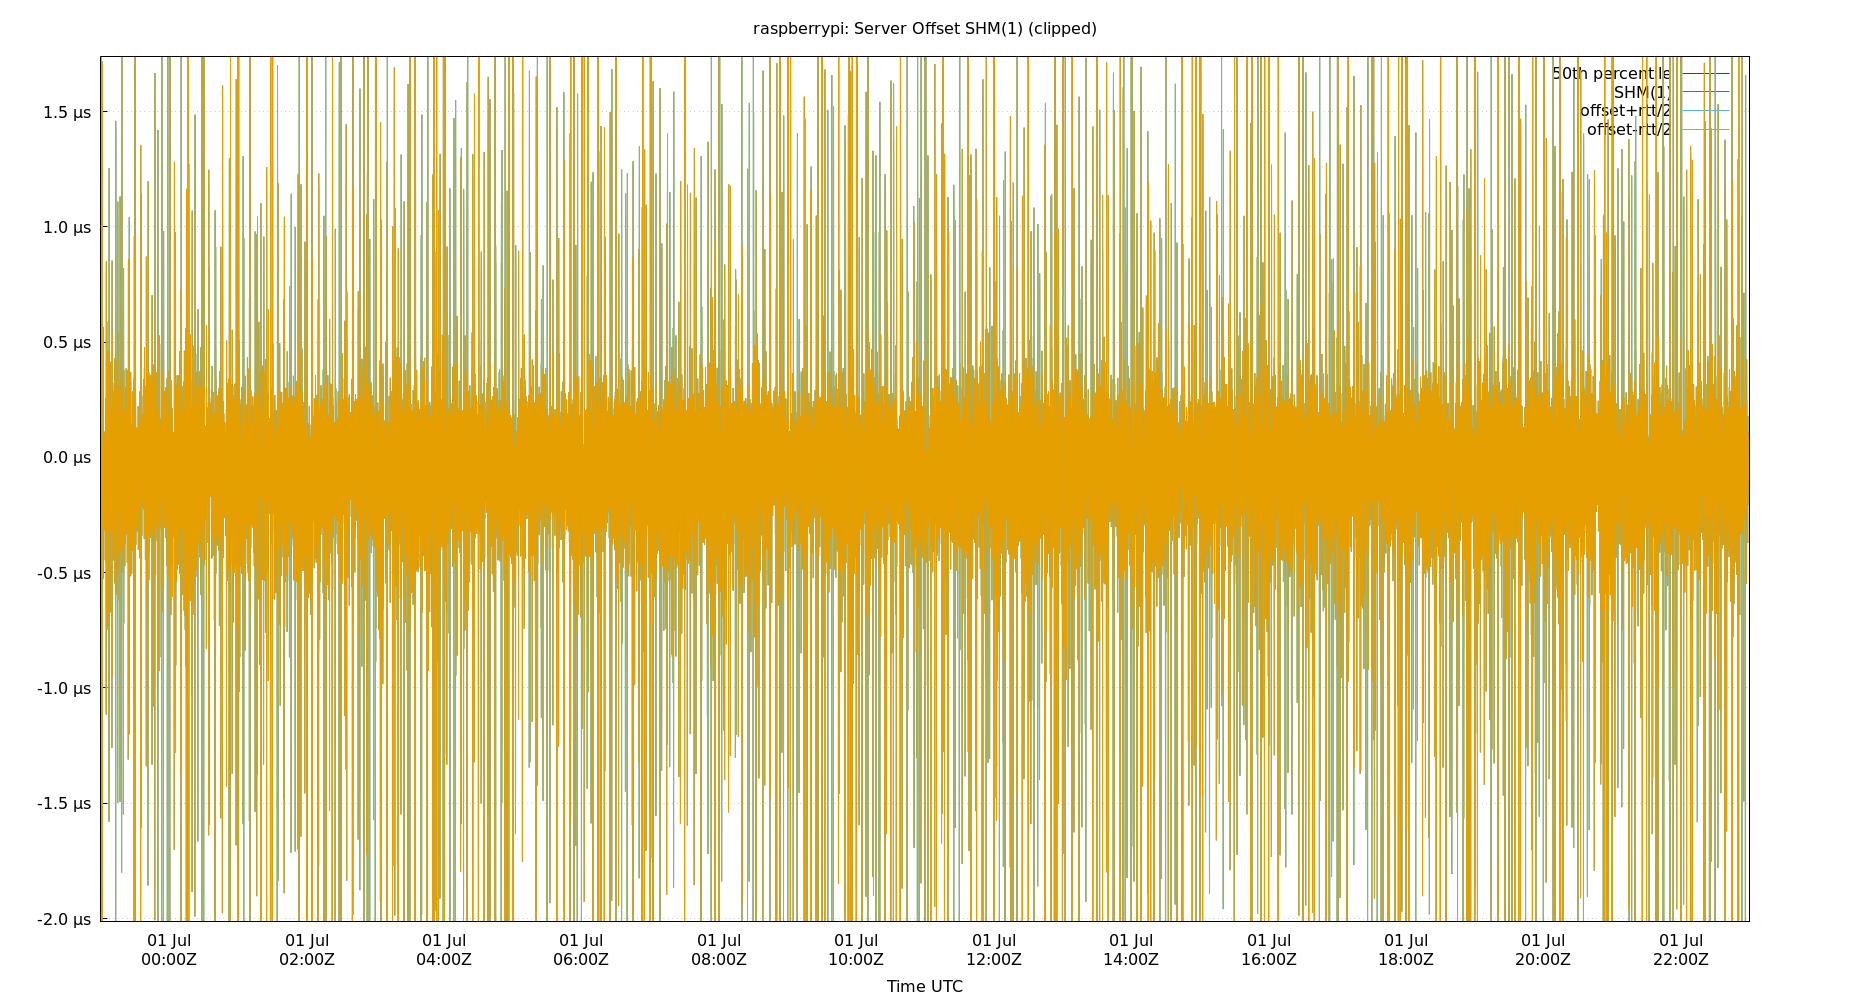 raspberrypi: Server Offset SHM(1) (clipped)
50th percentile
SHM(1)
offset+rtt/2
offset-rtt/2
1.5 µs
1.0 µs
0.5 µs
0.0 µs
-0.5 µs
-1.0 µs
-1.5 µs
-2.0 µs
01 Jul 01 Jul 01 Jul 01 Jul 01 Jul 01 Jul 01 Jul 01 Jul 01 Jul 01 Jul 01 Jul 01 Jul
00:00Z 02:00Z 04:00Z 06:00Z 08:00Z 10:00Z 12:00Z 14:00Z 16:00Z 18:00Z 20:00Z 22:00Z
Time UTC